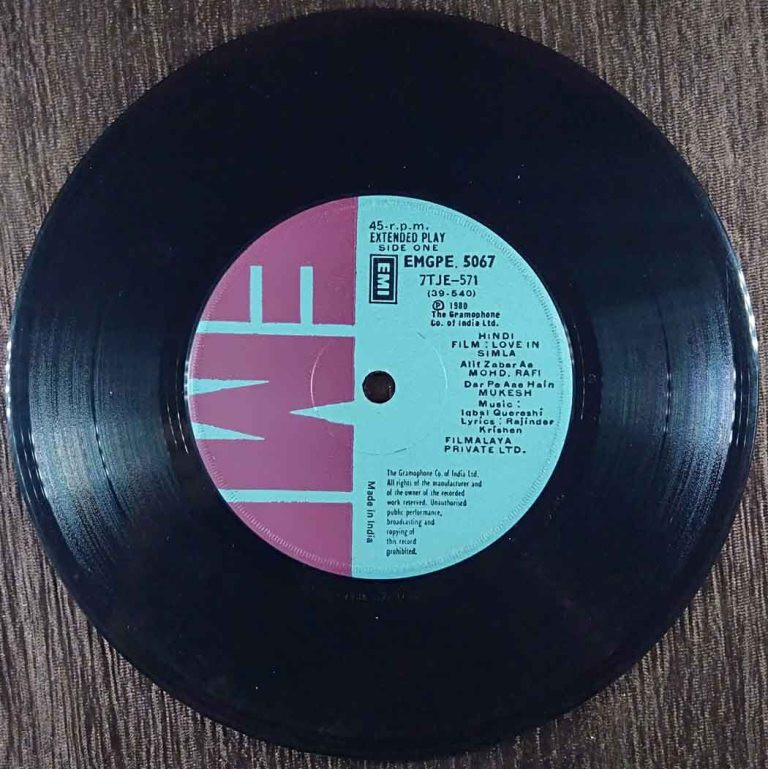 45-r.p.m.
EXTENDED PLAY
SIDE ONE
EMI
EMGPE. 5067
7TJE-571
(39-540)
℗ 1980
The Gramophone
Co. of India Ltd.
HINDI
FILM : LOVE IN
SIMLA
Alif Zabar Aa
MOHD. RAFI
Dar Pe Aae Hain
MUKESH
Music :
Iqbal Quereshi
Lyrics : Rajinder
Krishen
FILMALAYA
PRIVATE LTD.
The Gramophone Co. of India Ltd.
All rights of the manufacturer and
of the owner of the recorded
work reserved. Unauthorised
public performance,
broadcasting and
copying of
this record
prohibited.
Made in India
EMI